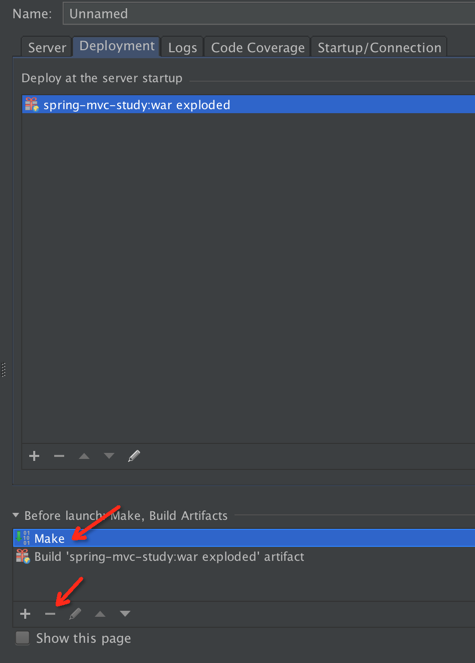 Name: Unnamed
Server Deployment Logs Code Coverage Startup/Connection
Deploy at the server startup
spring-mvc-study:war exploded
Before launch: Make, Build Artifacts
Make
Build 'spring-mvc-study:war exploded' artifact
Show this page